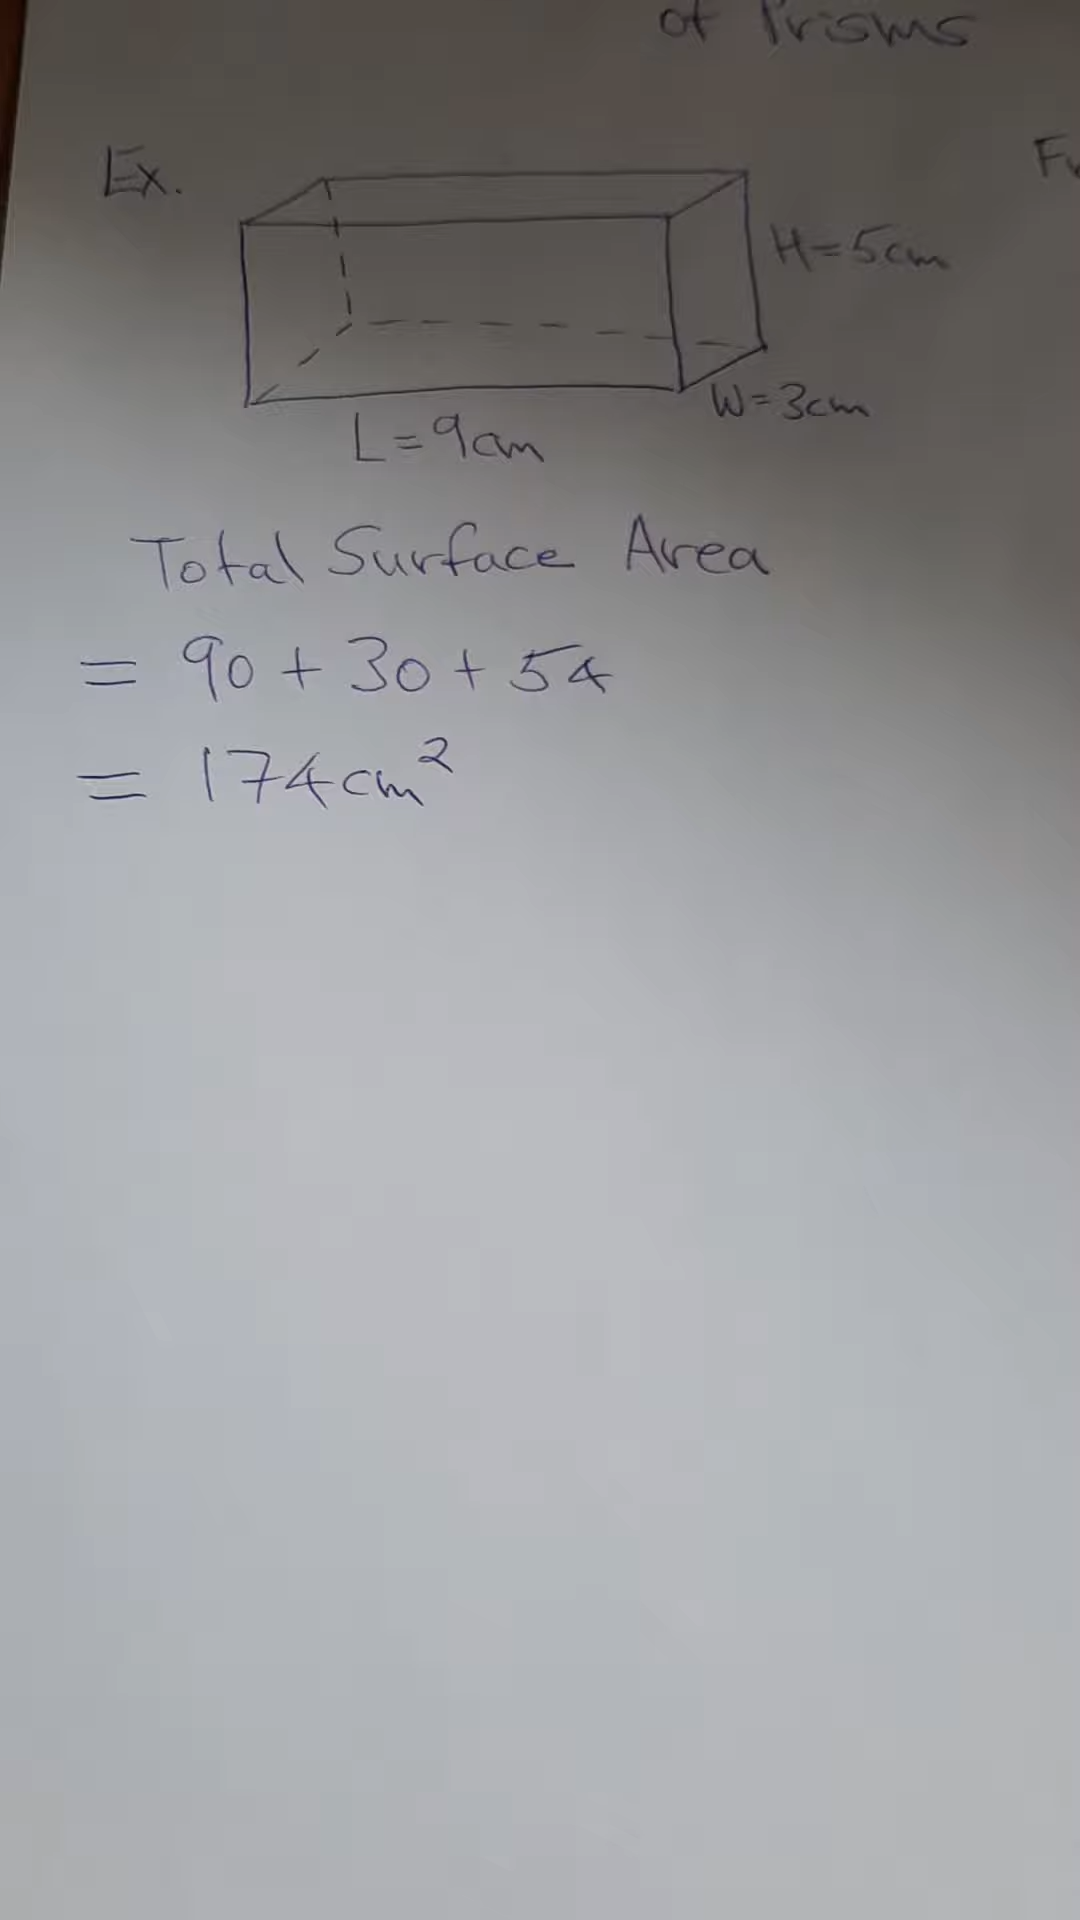 of Prisms
Ex.
H=5cm
W=3cm
L=9cm
Total Surface Area
= 90+30+54
= 174cm²